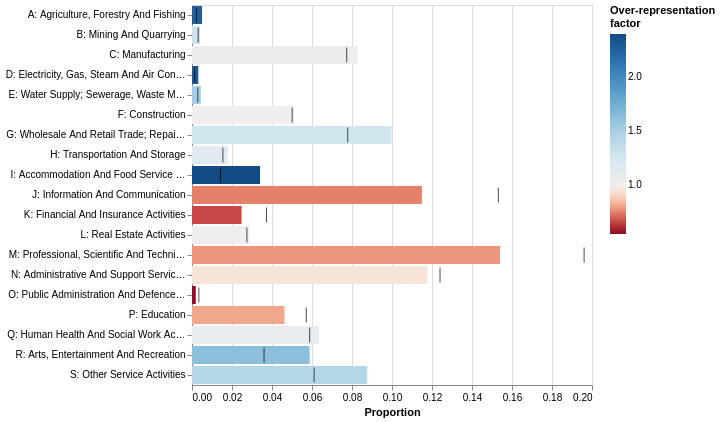 A: Agriculture, Forestry And Fishing
B: Mining And Quarrying
C: Manufacturing
D: Electricity, Gas, Steam And Air Con…
E: Water Supply; Sewerage, Waste M…
F: Construction
G: Wholesale And Retail Trade; Repai…
H: Transportation And Storage
I: Accommodation And Food Service …
J: Information And Communication
K: Financial And Insurance Activities
L: Real Estate Activities
M: Professional, Scientific And Techni…
N: Administrative And Support Servic…
O: Public Administration And Defence…
P: Education
Q: Human Health And Social Work Ac…
R: Arts, Entertainment And Recreation
S: Other Service Activities
0.00 0.02 0.04 0.06 0.08 0.10 0.12 0.14 0.16 0.18 0.20
Proportion
Over-representation
factor
2.0
1.5
1.0